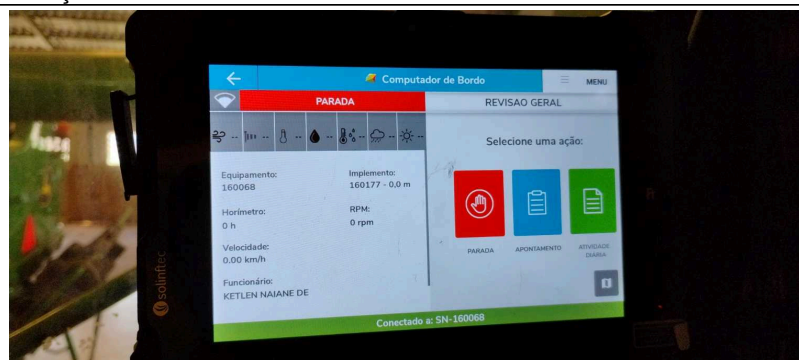 Computador de Bordo
MENU
PARADA
REVISAO GERAL
-- -- -- -- -- -- --
Selecione uma ação:
Equipamento:
160068
Implemento:
160177 - 0,0 m
Horímetro:
0 h
RPM:
0 rpm
Velocidade:
0.00 km/h
Funcionário:
KETLEN NAIANE DE
PARADA
APONTAMENTO
ATIVIDADE
DIÁRIA
Conectado a: SN-160068
solinftec